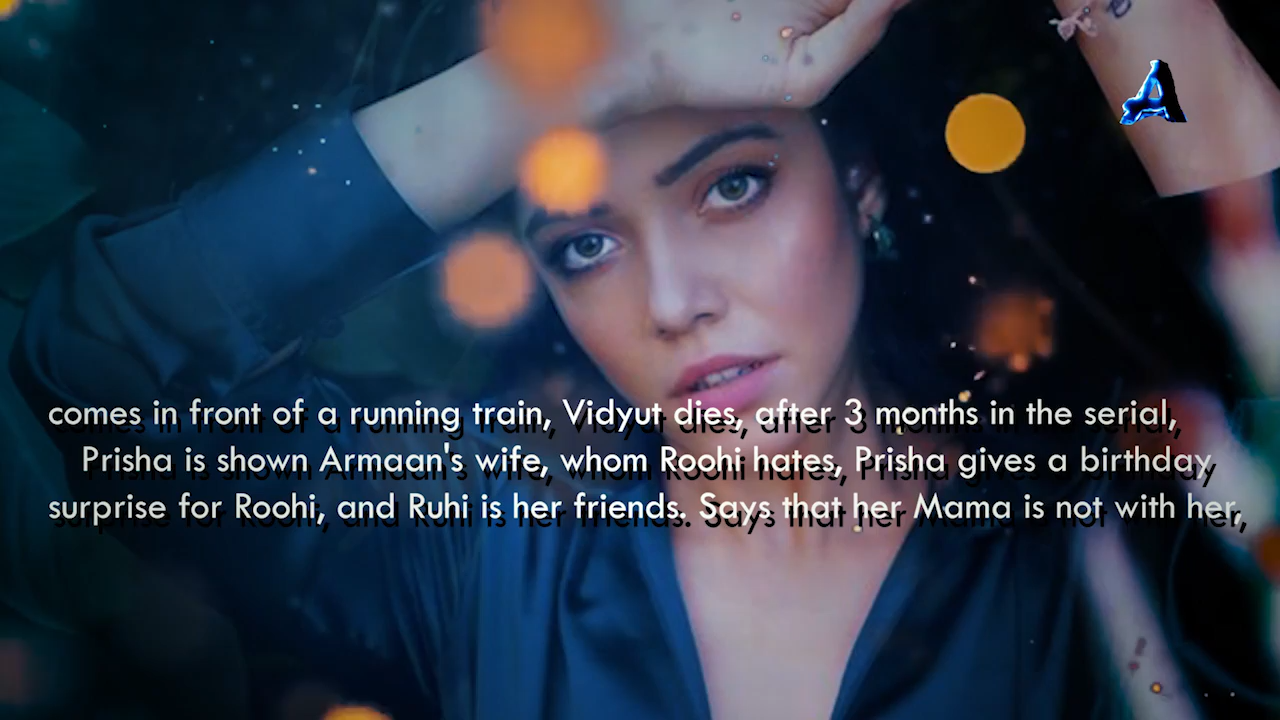 A
comes in front of a running train, Vidyut dies, after 3 months in the serial,
Prisha is shown Armaan's wife, whom Roohi hates, Prisha gives a birthday
surprise for Roohi, and Ruhi is her friends. Says that her Mama is not with her,